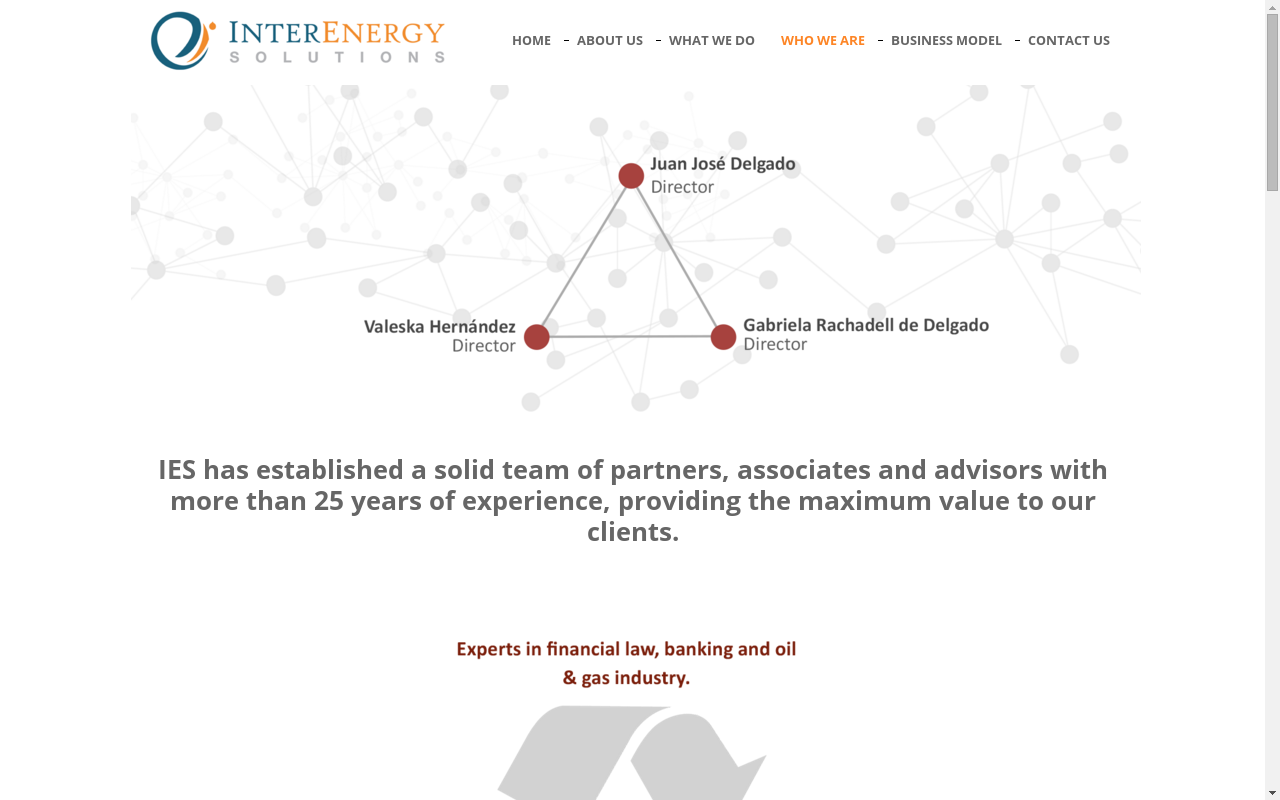 INTERENERGY
SOLUTIONS
HOME - ABOUT US - WHAT WE DO WHO WE ARE - BUSINESS MODEL - CONTACT US
Juan José Delgado
Director
Valeska Hernández
Director
Gabriela Rachadell de Delgado
Director
IES has established a solid team of partners, associates and advisors with
more than 25 years of experience, providing the maximum value to our
clients.
Experts in financial law, banking and oil
& gas industry.